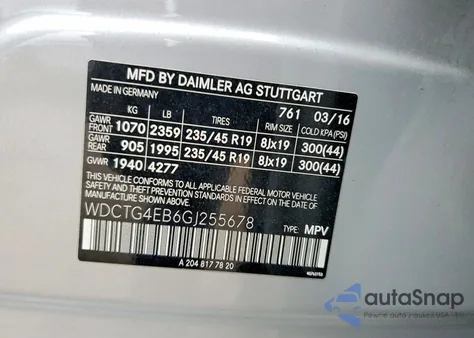 MFD BY DAIMLER AG STUTTGART
MADE IN GERMANY 761 03/16
KG LB TIRES RIM SIZE COLD KPA(PSI)
GAWR FRONT 1070 2359 235/45 R19 8Jx19 300(44)
GAWR REAR 905 1995 235/45 R19 8Jx19 300(44)
GVWR 1940 4277
THIS VEHICLE CONFORMS TO ALL APPLICABLE FEDERAL MOTOR VEHICLE
SAFETY, BUMPER, AND THEFT PREVENTION STANDARDS IN EFFECT
ON THE DATE OF MANUFACTURE SHOWN ABOVE.
WDCTG4EB6GJ255678 TYPE: MPV
A 204 817 78 20
autoSnap